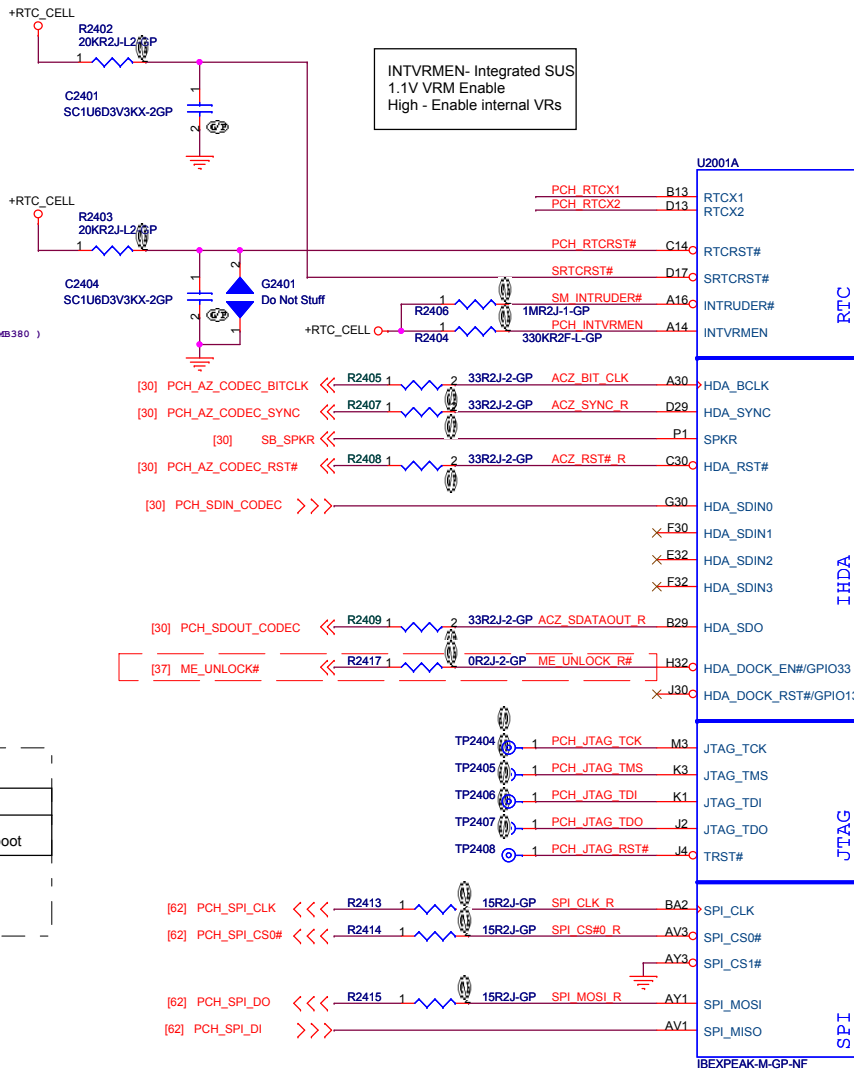 +RTC_CELL
R2402
20KR2J-L2-GP
1
C2401
SC1U6D3V3KX-2GP
1
2
INTVRMEN- Integrated SUS
1.1V VRM Enable
High - Enable internal VRs
+RTC_CELL
R2403
20KR2J-L2-GP
1
C2404
SC1U6D3V3KX-2GP
1
2
2
G2401
Do Not Stuff
1
MB380 )
U2001A
PCH_RTCX1 B13 RTCX1
PCH_RTCX2 D13 RTCX2
PCH_RTCRST# C14 RTCRST#
SRTCRST# D17 SRTCRST#
R2406 1 1MR2J-1-GP SM_INTRUDER# A16 INTRUDER#
+RTC_CELL R2404 1 330KR2F-L-GP PCH_INTVRMEN A14 INTVRMEN
RTC
[30] PCH_AZ_CODEC_BITCLK R2405 1 2 33R2J-2-GP ACZ_BIT_CLK A30 HDA_BCLK
[30] PCH_AZ_CODEC_SYNC R2407 1 2 33R2J-2-GP ACZ_SYNC_R D29 HDA_SYNC
[30] SB_SPKR P1 SPKR
[30] PCH_AZ_CODEC_RST# R2408 1 2 33R2J-2-GP ACZ_RST#_R C30 HDA_RST#
[30] PCH_SDIN_CODEC G30 HDA_SDIN0
F30 HDA_SDIN1
E32 HDA_SDIN2
F32 HDA_SDIN3
IHDA
[30] PCH_SDOUT_CODEC R2409 1 2 33R2J-2-GP ACZ_SDATAOUT_R B29 HDA_SDO
[37] ME_UNLOCK# R2417 1 2 0R2J-2-GP ME_UNLOCK_R# H32 HDA_DOCK_EN#/GPIO33
J30 HDA_DOCK_RST#/GPIO13
TP2404 1 PCH_JTAG_TCK M3 JTAG_TCK
TP2405 1 PCH_JTAG_TMS K3 JTAG_TMS
TP2406 1 PCH_JTAG_TDI K1 JTAG_TDI
TP2407 1 PCH_JTAG_TDO J2 JTAG_TDO
TP2408 1 PCH_JTAG_RST# J4 TRST#
JTAG
oot
[62] PCH_SPI_CLK R2413 1 15R2J-GP SPI_CLK_R BA2 SPI_CLK
[62] PCH_SPI_CS0# R2414 1 15R2J-GP SPI_CS#0_R AV3 SPI_CS0#
AY3 SPI_CS1#
[62] PCH_SPI_DO R2415 1 15R2J-GP SPI_MOSI_R AY1 SPI_MOSI
[62] PCH_SPI_DI AV1 SPI_MISO
SPI
IBEXPEAK-M-GP-NF